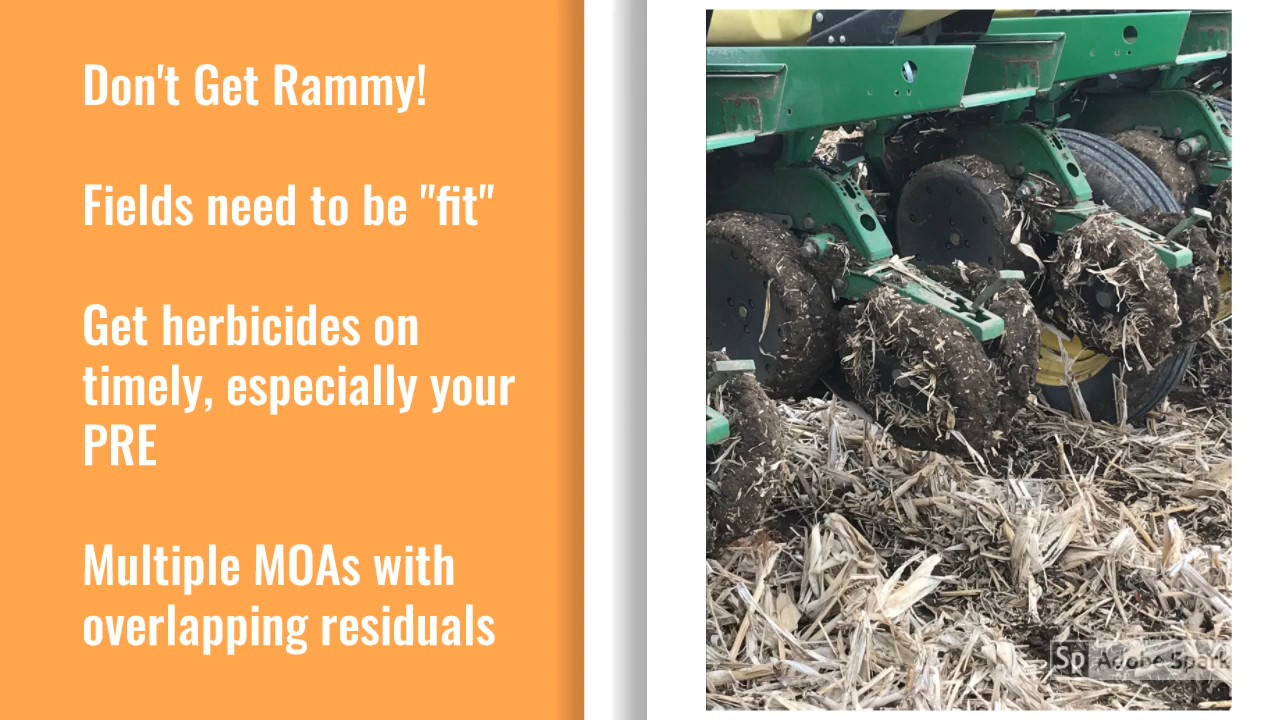 Don't Get Rammy!
Fields need to be "fit"
Get herbicides on
timely, especially your
PRE
Multiple MOAs with
overlapping residuals
Sp Adobe Spark